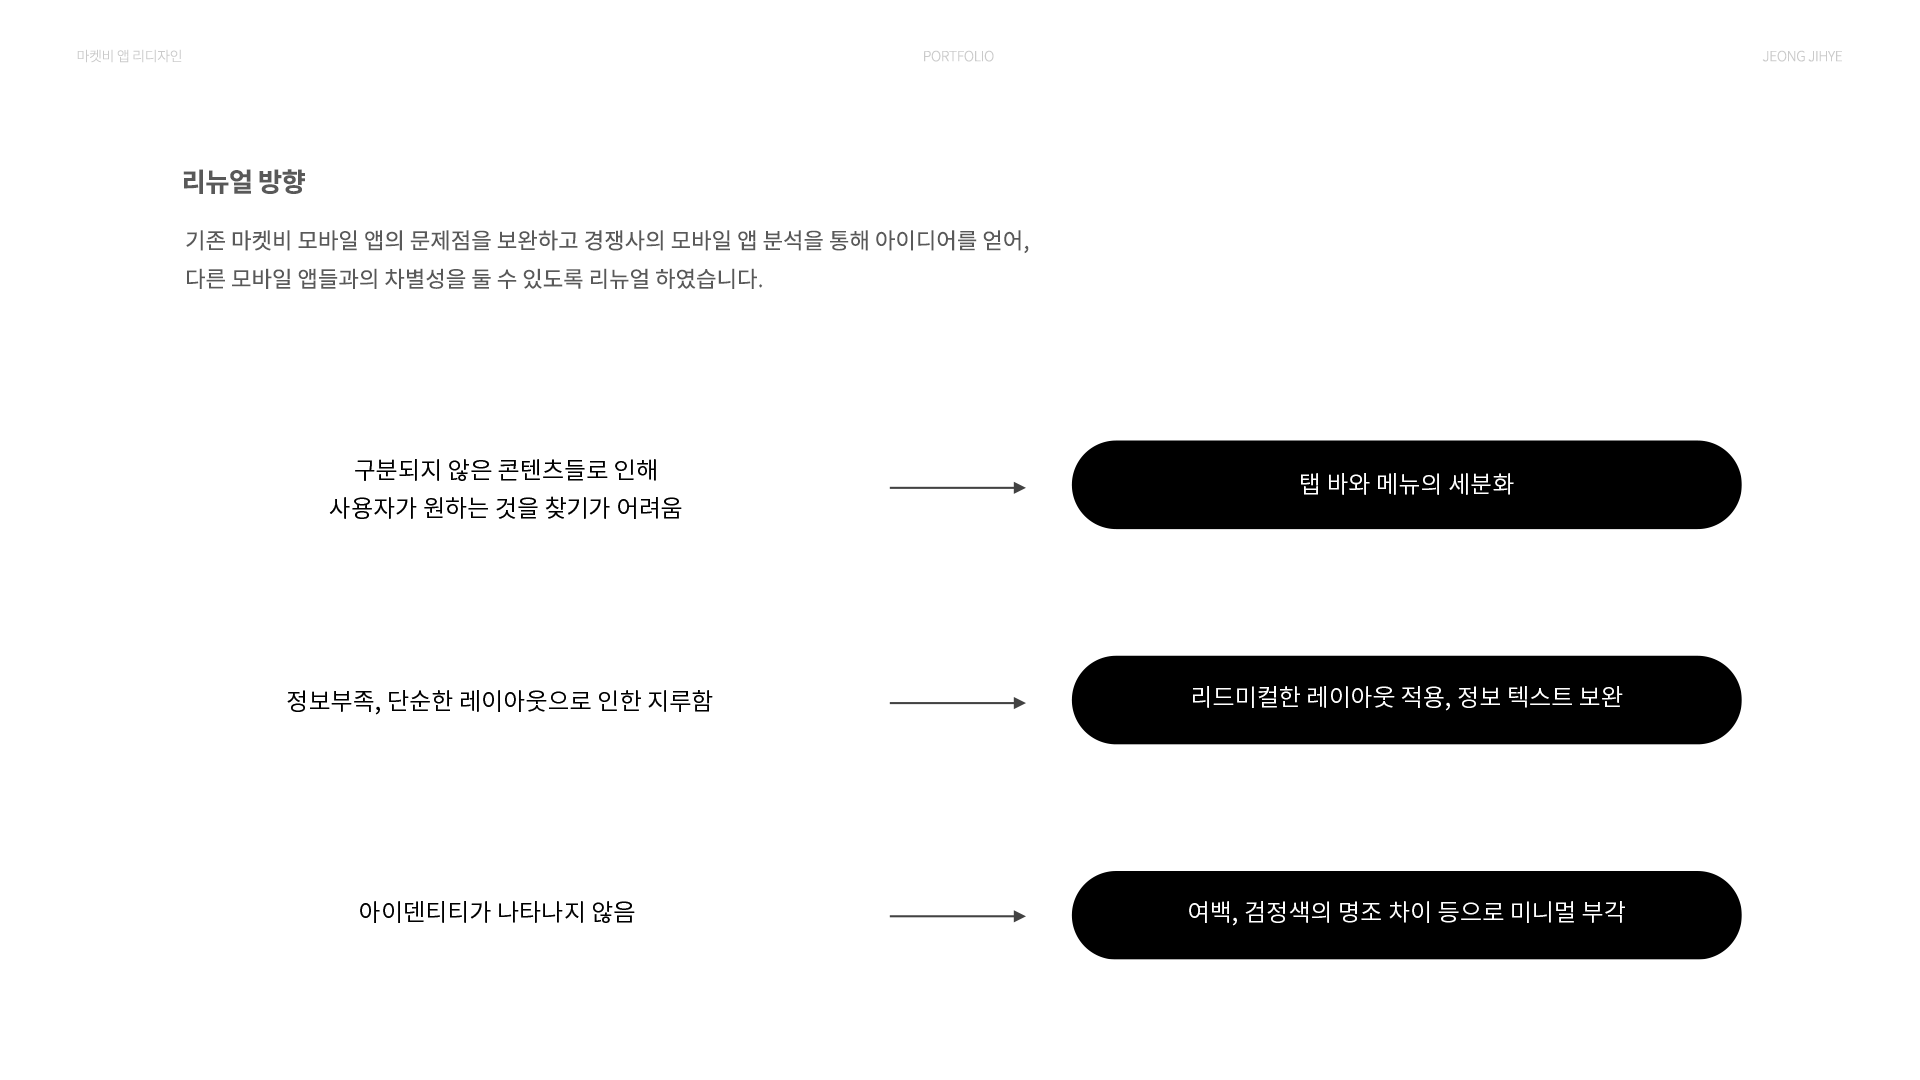 마켓비 앱 리디자인
PORTFOLIO
JEONG JIHYE
리뉴얼 방향
기존 마켓비 모바일 앱의 문제점을 보완하고 경쟁사의 모바일 앱 분석을 통해 아이디어를 얻어,
다른 모바일 앱들과의 차별성을 둘 수 있도록 리뉴얼 하였습니다.
구분되지 않은 콘텐츠들로 인해
사용자가 원하는 것을 찾기가 어려움
탭 바와 메뉴의 세분화
정보부족, 단순한 레이아웃으로 인한 지루함
리드미컬한 레이아웃 적용, 정보 텍스트 보완
아이덴티티가 나타나지 않음
여백, 검정색의 명조 차이 등으로 미니멀 부각